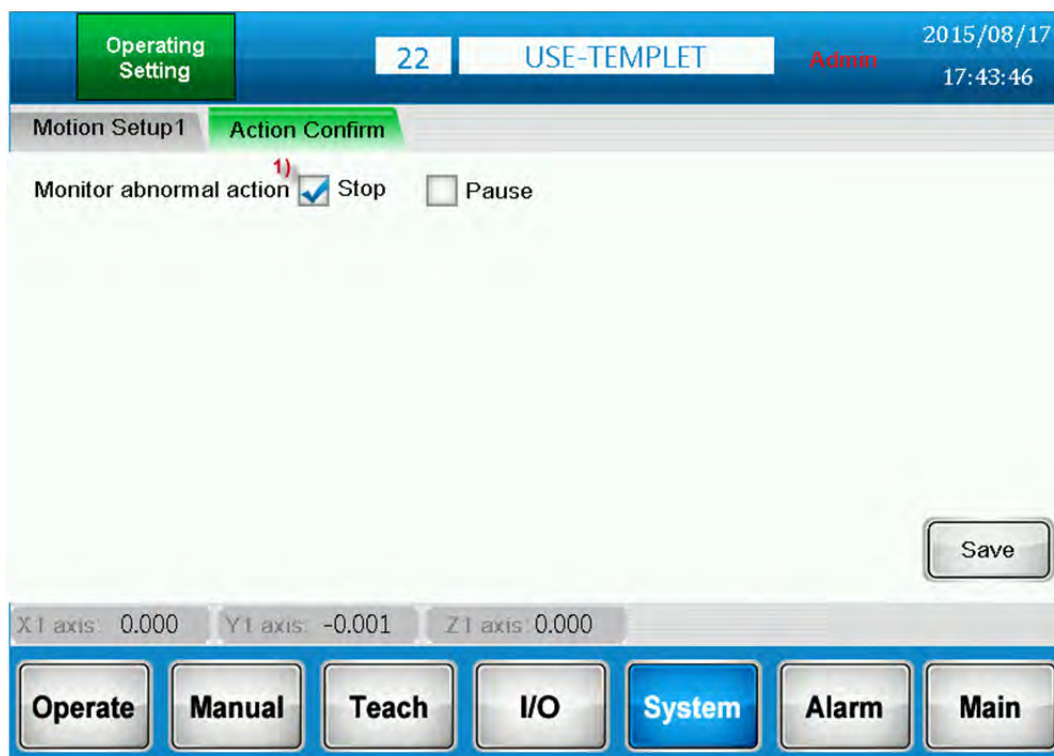 Operating
Setting
22 USE-TEMPLET Admin
2015/08/17
17:43:46
Motion Setup1 Action Confirm
1)
Monitor abnormal action Stop Pause
Save
X1 axis: 0.000 Y1 axis: -0.001 Z1 axis: 0.000
Operate Manual Teach I/O System Alarm Main